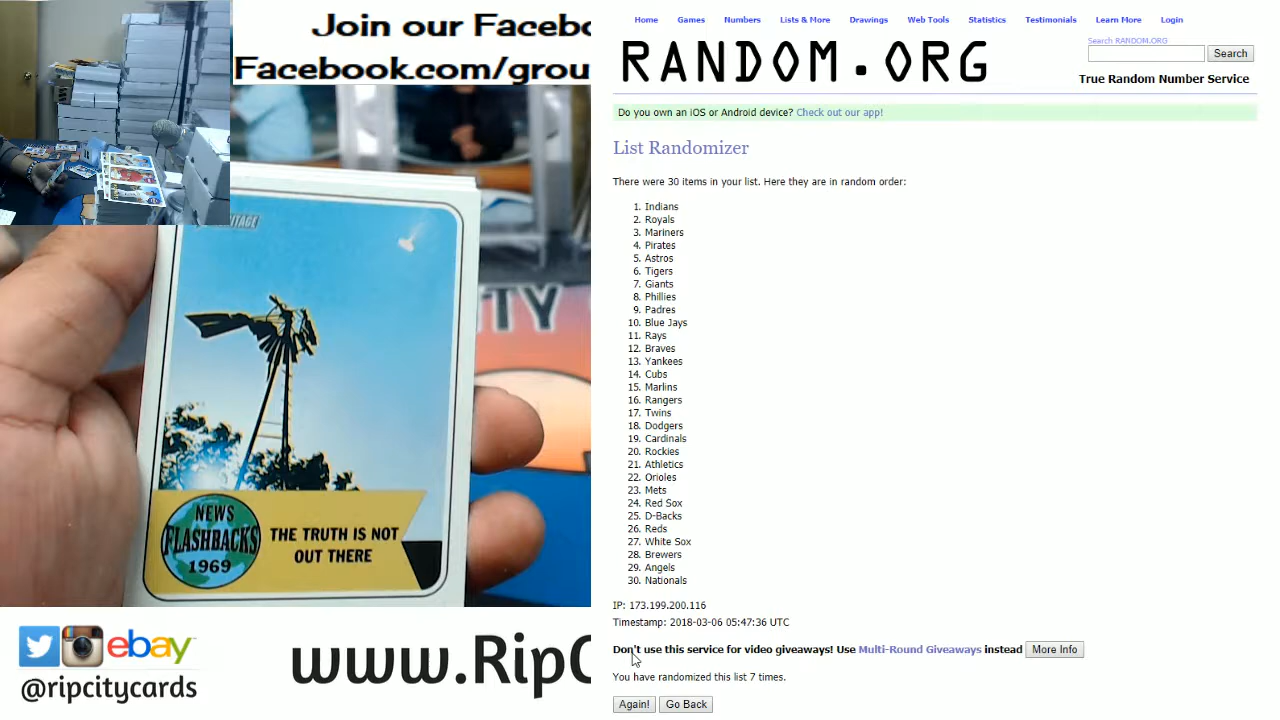 Join our Facebo
Facebook.com/grou
TAGE
TY
NEWS
FLASHBACKS
1969
THE TRUTH IS NOT
OUT THERE
ebay
@ripcitycards
www.RipC
Home Games Numbers Lists & More Drawings Web Tools Statistics Testimonials Learn More Login
RANDOM.ORG
Search RANDOM.ORG
Search
True Random Number Service
Do you own an iOS or Android device? Check out our app!
List Randomizer
There were 30 items in your list. Here they are in random order:
1. Indians
2. Royals
3. Mariners
4. Pirates
5. Astros
6. Tigers
7. Giants
8. Phillies
9. Padres
10. Blue Jays
11. Rays
12. Braves
13. Yankees
14. Cubs
15. Marlins
16. Rangers
17. Twins
18. Dodgers
19. Cardinals
20. Rockies
21. Athletics
22. Orioles
23. Mets
24. Red Sox
25. D-Backs
26. Reds
27. White Sox
28. Brewers
29. Angels
30. Nationals
IP: 173.199.200.116
Timestamp: 2018-03-06 05:47:36 UTC
Don't use this service for video giveaways! Use Multi-Round Giveaways instead More Info
You have randomized this list 7 times.
Again! Go Back